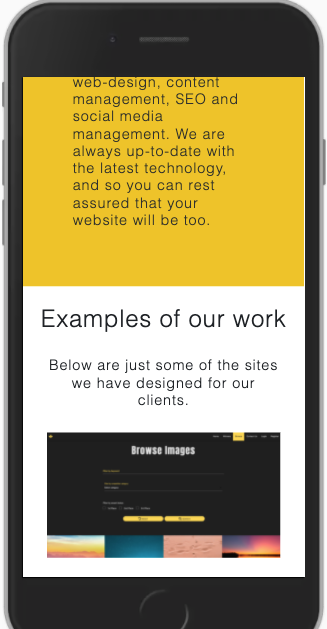 web-design, content
management, SEO and
social media
management. We are
always up-to-date with
the latest technology,
and so you can rest
assured that your
website will be too.
Examples of our work
Below are just some of the sites
we have designed for our
clients.
Browse Images